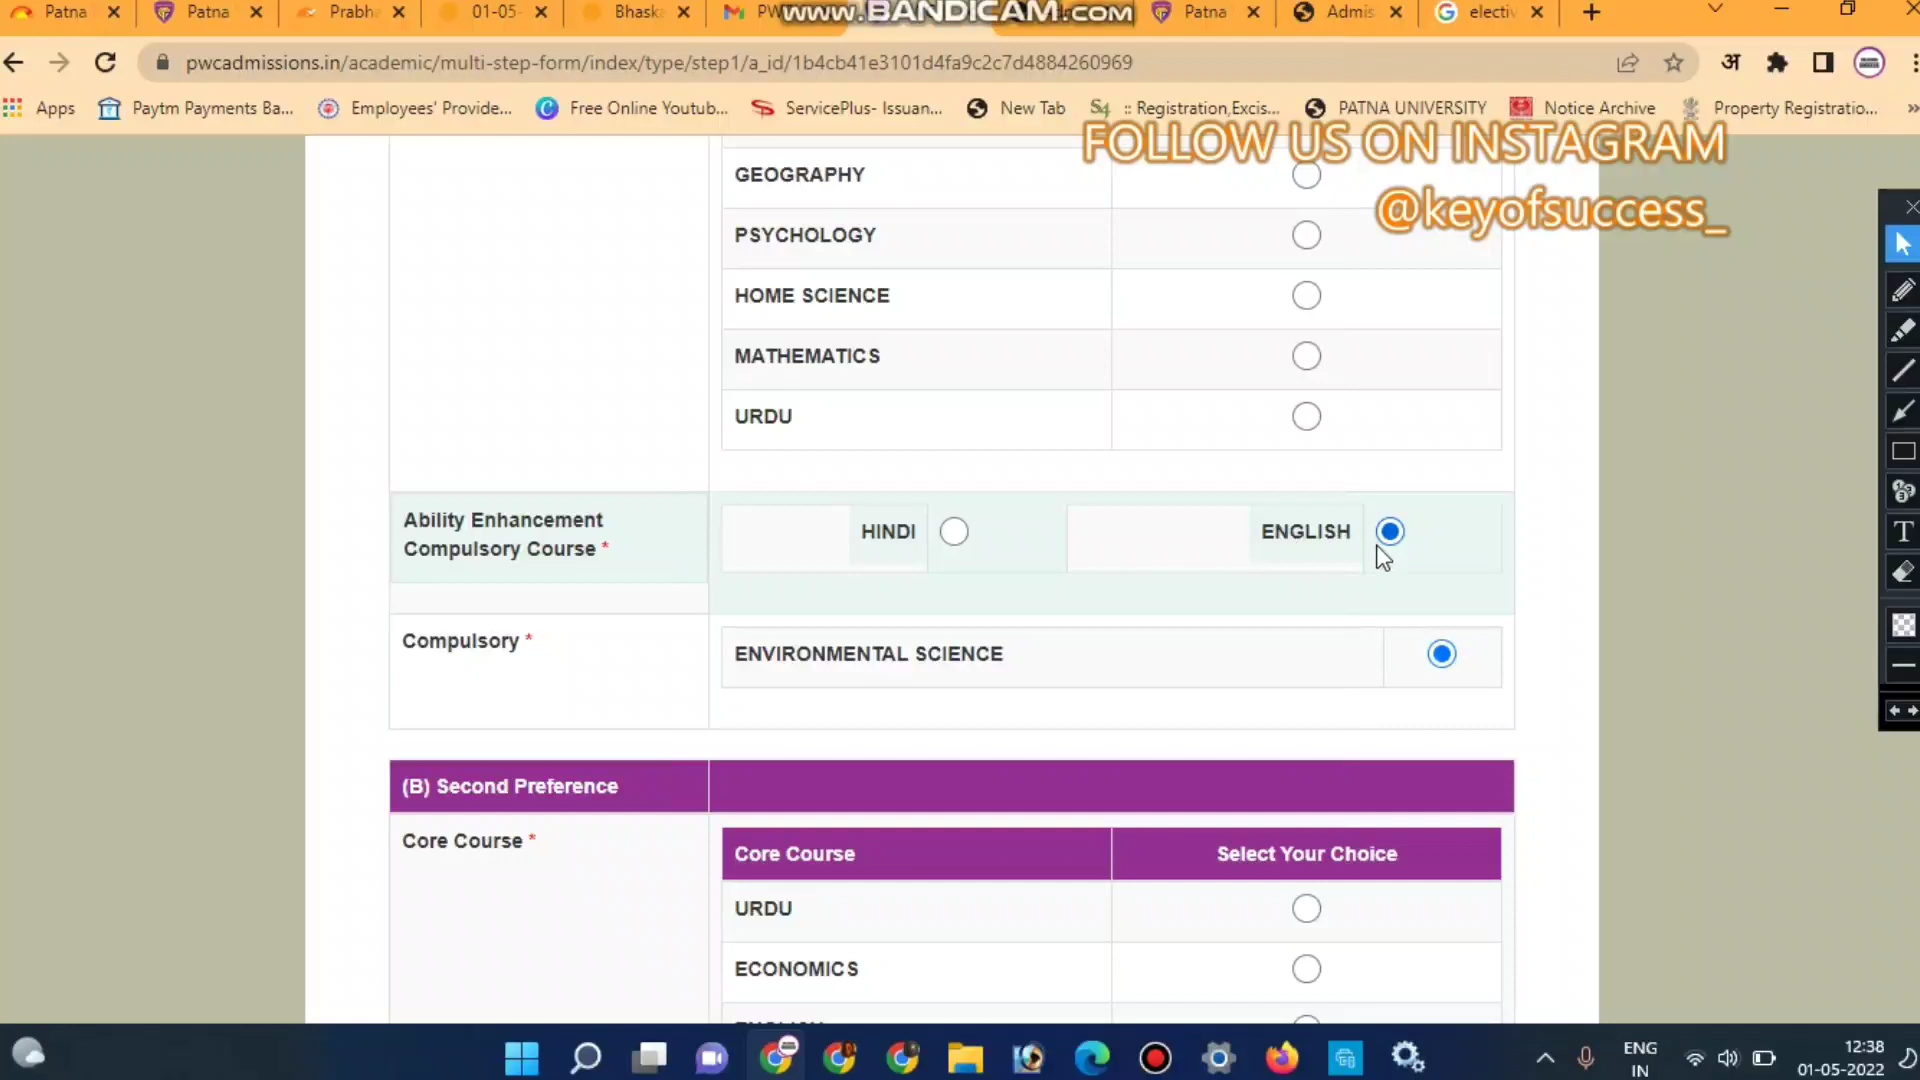 Patna
Patna
Prabh
01-05-
Bhask
PW
www.BANDICAM.com
Patna
Admis
electiv
pwcadmissions.in/academic/multi-step-form/index/type/step1/a_id/1b4cb41e3101d4fa9c2c7d4884260969
अ
Apps
Paytm Payments Ba...
Employees' Provide...
Free Online Youtub...
ServicePlus- Issuan...
New Tab
:: Registration,Excis...
PATNA UNIVERSITY
Notice Archive
Property Registratio...
FOLLOW US ON INSTAGRAM
@keyofsuccess_
GEOGRAPHY
PSYCHOLOGY
HOME SCIENCE
MATHEMATICS
URDU
Ability Enhancement
Compulsory Course *
HINDI
ENGLISH
Compulsory *
ENVIRONMENTAL SCIENCE
(B) Second Preference
Core Course *
Core Course
Select Your Choice
URDU
ECONOMICS
ENG
IN
12:38
01-05-2022